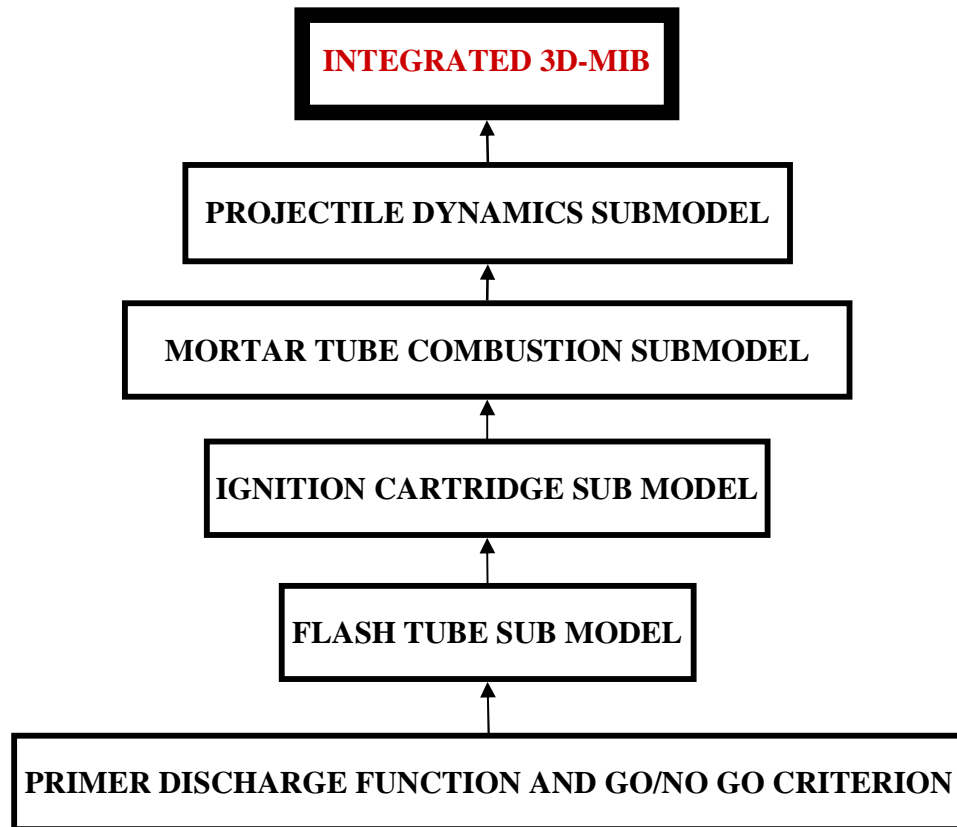 INTEGRATED 3D-MIB
PROJECTILE DYNAMICS SUBMODEL
MORTAR TUBE COMBUSTION SUBMODEL
IGNITION CARTRIDGE SUB MODEL
FLASH TUBE SUB MODEL
PRIMER DISCHARGE FUNCTION AND GO/NO GO CRITERION